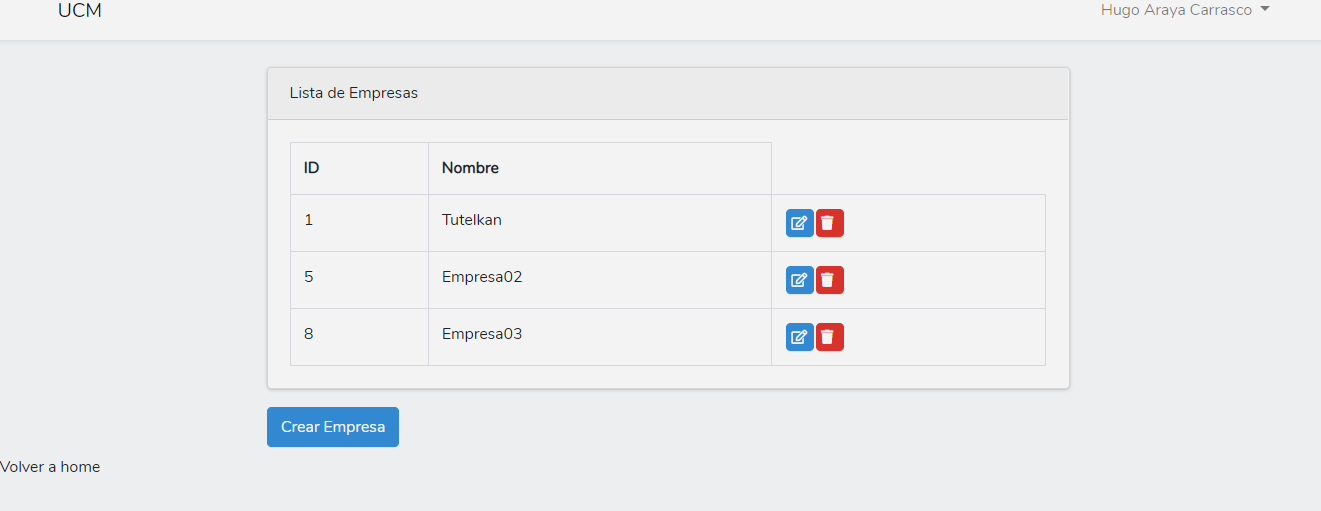 UCM
Hugo Araya Carrasco
Lista de Empresas
ID Nombre
1 Tutelkan
5 Empresa02
8 Empresa03
Crear Empresa
Volver a home